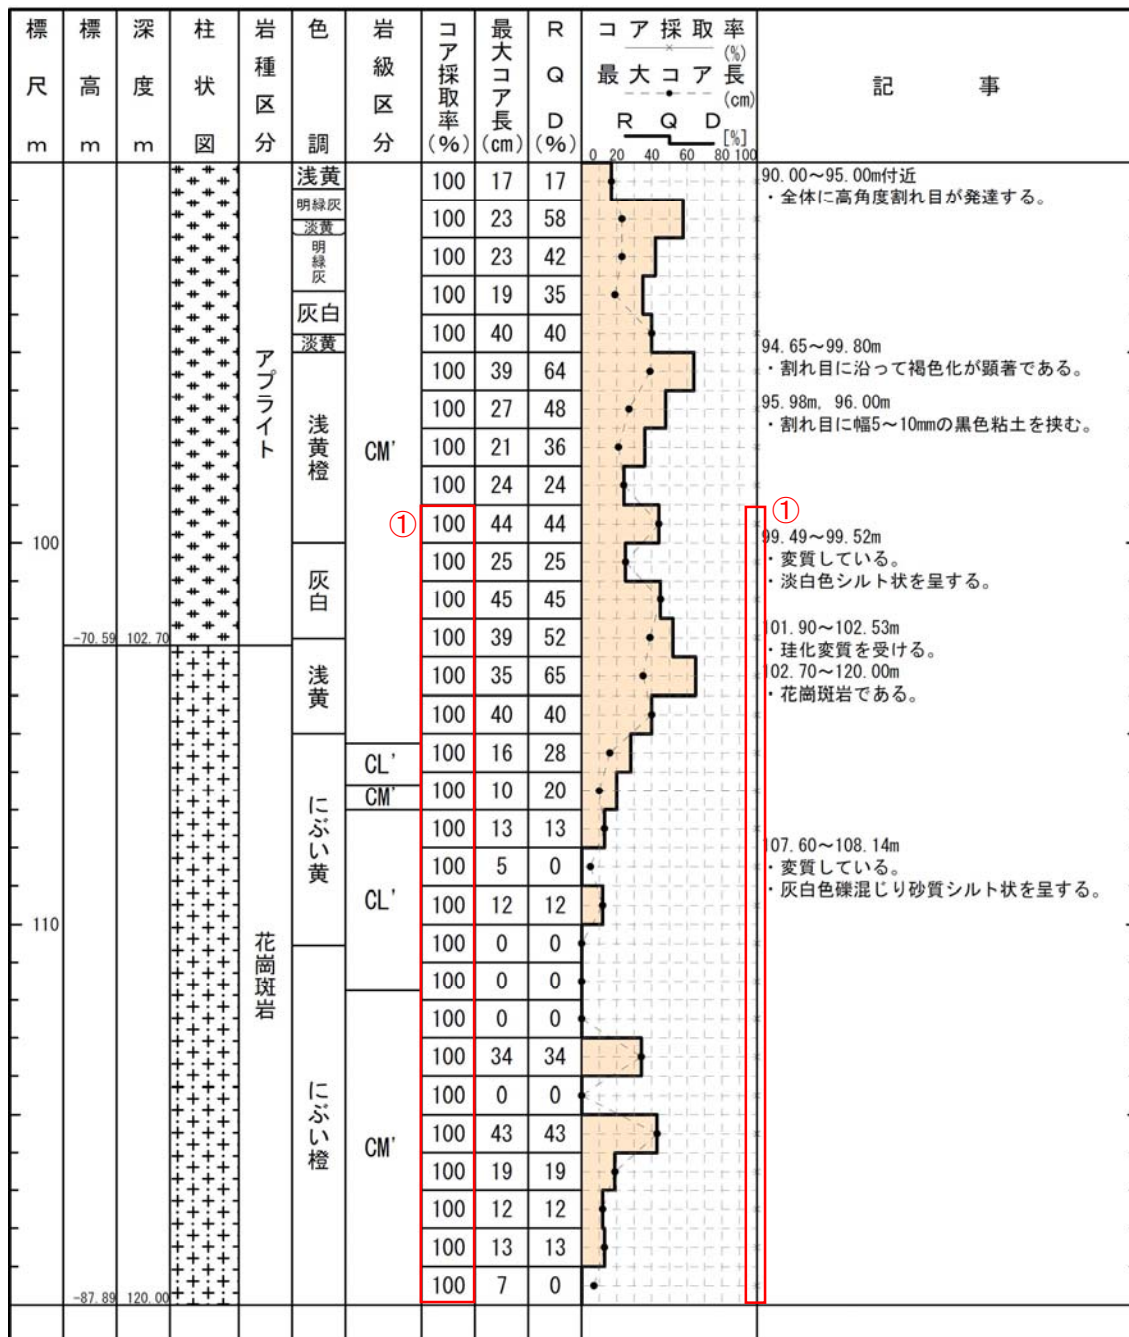 標尺m
標高m
深度m
柱状図
岩種区分
色調
岩級区分
コア採取率(%)
最大コア長(cm)
RQD(%)
コア採取率
(%)
最大コア長
(cm)
RQD
[%]
0 20 40 60 80 100
記事
100
110
-70.59 102.70
-87.89 120.00
アプライト
花崗斑岩
浅黄
明緑灰
淡黄
明緑灰
灰白
淡黄
浅黄橙
灰白
浅黄
にぶい黄
にぶい橙
CM'
CL'
CM'
CL'
CM'
①
100 17 17
100 23 58
100 23 42
100 19 35
100 40 40
100 39 64
100 27 48
100 21 36
100 24 24
100 44 44
100 25 25
100 45 45
100 39 52
100 35 65
100 40 40
100 16 28
100 10 20
100 13 13
100 5 0
100 12 12
100 0 0
100 0 0
100 0 0
100 34 34
100 0 0
100 43 43
100 19 19
100 12 12
100 13 13
100 7 0
①
90.00～95.00m付近
・全体に高角度割れ目が発達する。
94.65～99.80m
・割れ目に沿って褐色化が顕著である。
95.98m, 96.00m
・割れ目に幅5～10mmの黒色粘土を挟む。
99.49～99.52m
・変質している。
・淡白色シルト状を呈する。
101.90～102.53m
・珪化変質を受ける。
102.70～120.00m
・花崗斑岩である。
107.60～108.14m
・変質している。
・灰白色礫混じり砂質シルト状を呈する。